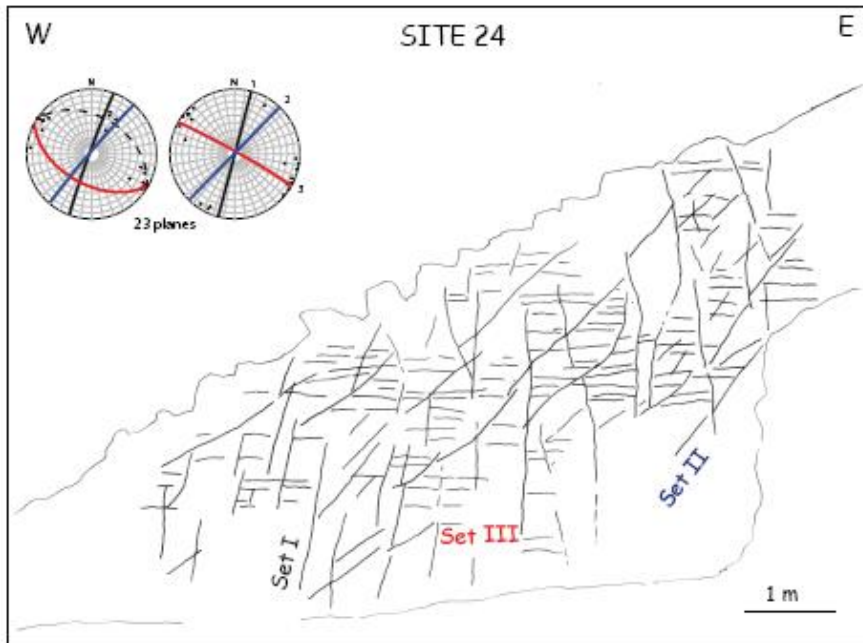 W
SITE 24
E
N
N 1
2
3
23 planes
Set I
Set III
Set II
1 m